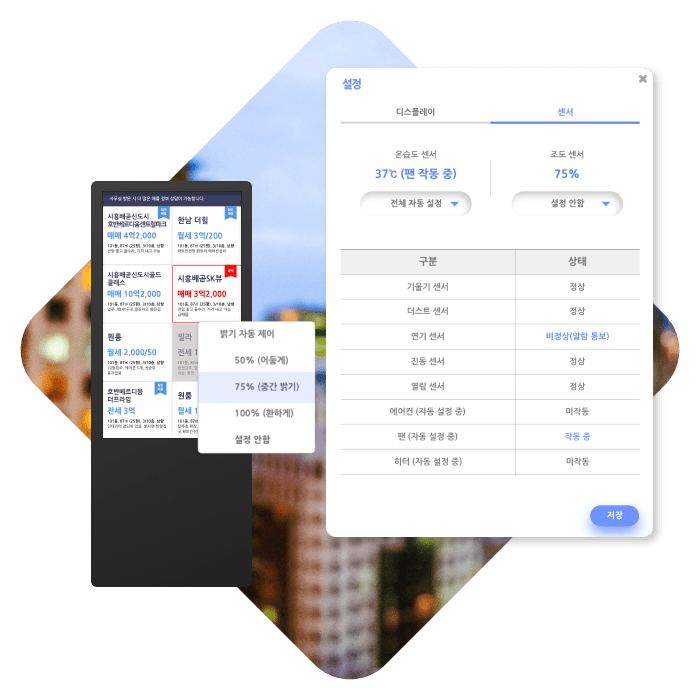 설정
디스플레이
센서
온습도 센서
37℃ (팬 작동 중)
전체 자동 설정
조도 센서
75%
설정 안함
구분 상태
기울기 센서 정상
더스트 센서 정상
연기 센서 비정상(알람 통보)
진동 센서 정상
열림 센서 정상
에어컨 (자동 설정 중) 미작동
팬 (자동 설정 중) 작동 중
히터 (자동 설정 중) 미작동
저장
시흥배곧신도시
호반베르디움센트럴파크
매매 4억2,000
한남 더힐
월세 3억/200
시흥배곧신도시골드
클래스
매매 10억2,000
시흥배곧SK뷰
매매 3억2,000
원룸
월세 2,000/50
빌라
전세 1
호반베르디움
더프라임
전세 3억
원룸
월세 1
밝기 자동 제어
50% (어둡게)
75% (중간 밝기)
100% (환하게)
설정 안함